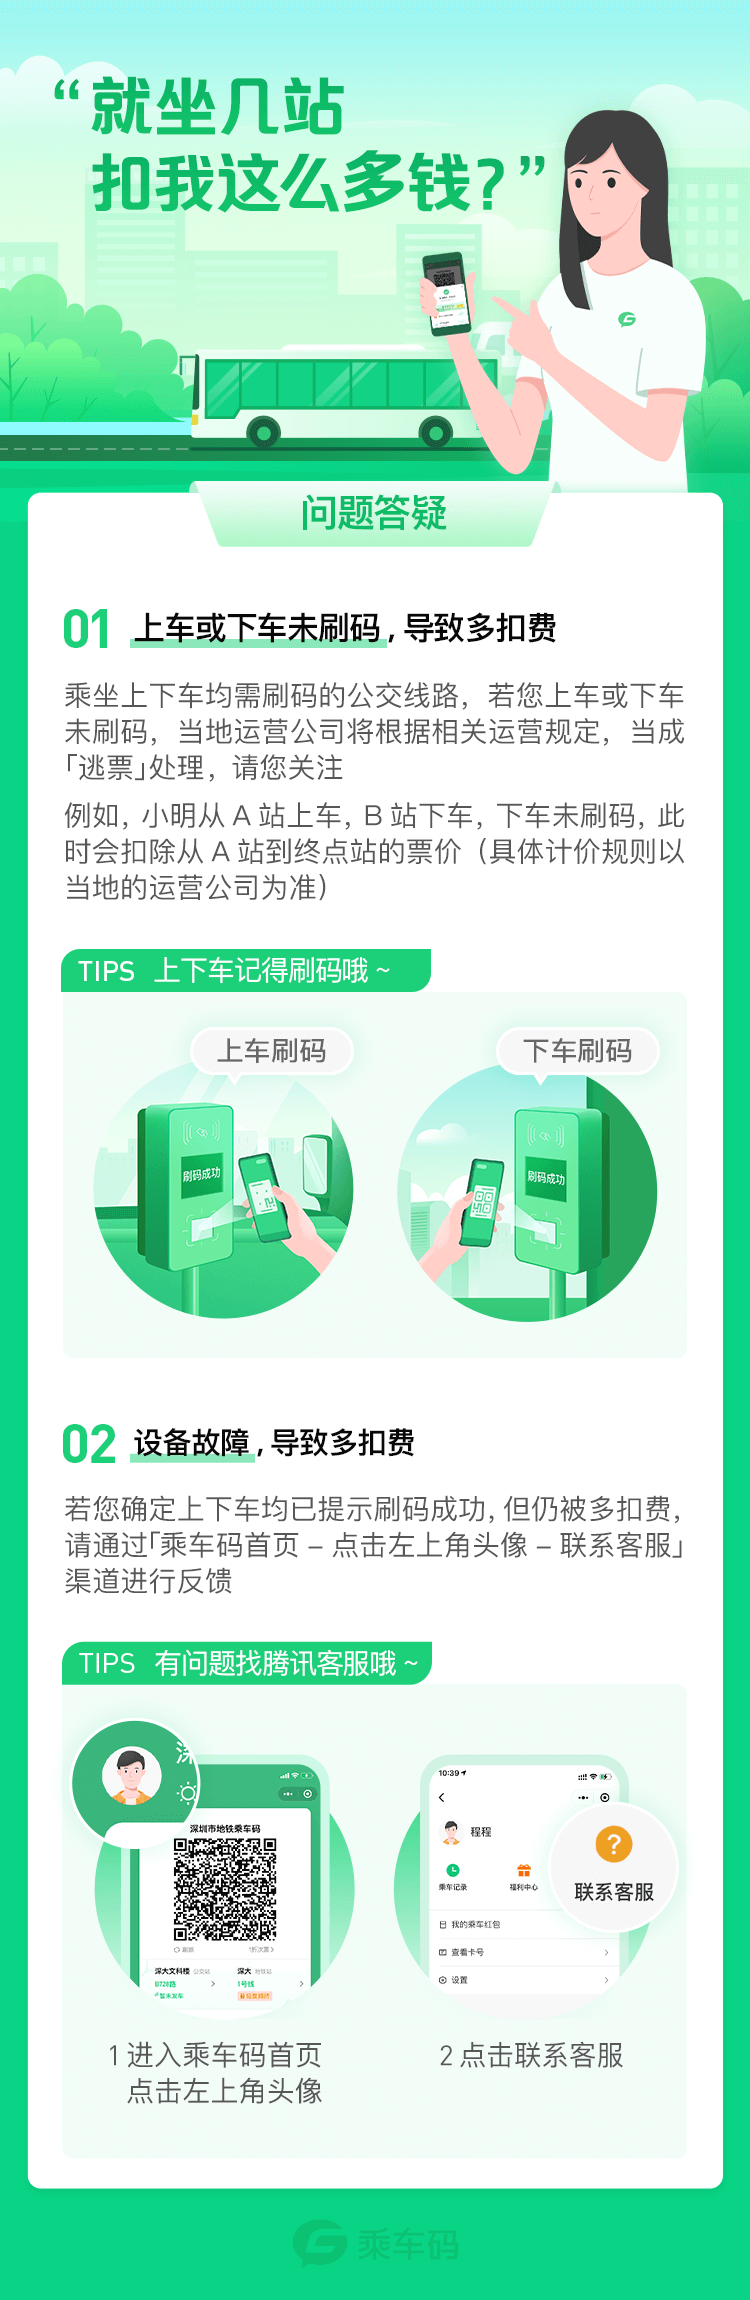 “就坐几站
扣我这么多钱?”
问题答疑
01 上车或下车未刷码，导致多扣费
乘坐上下车均需刷码的公交线路，若您上车或下车
未刷码，当地运营公司将根据相关运营规定，当成
「逃票」处理，请您关注
例如，小明从 A 站上车，B 站下车，下车未刷码，此
时会扣除从 A 站到终点站的票价（具体计价规则以
当地的运营公司为准）
TIPS 上下车记得刷码哦~
上车刷码
下车刷码
刷码成功
刷码成功
02 设备故障，导致多扣费
若您确定上下车均已提示刷码成功，但仍被多扣费，
请通过「乘车码首页 – 点击左上角头像 – 联系客服」
渠道进行反馈
TIPS 有问题找腾讯客服哦~
深
深圳市地铁乘车码
刷新
深大文科楼 公交站
深大 地铁站
B728路
1号线
暂未发车
10:39
程程
乘车记录
福利中心
联系客服
我的乘车红包
查看卡号
设置
1 进入乘车码首页
点击左上角头像
2 点击联系客服
乘车码